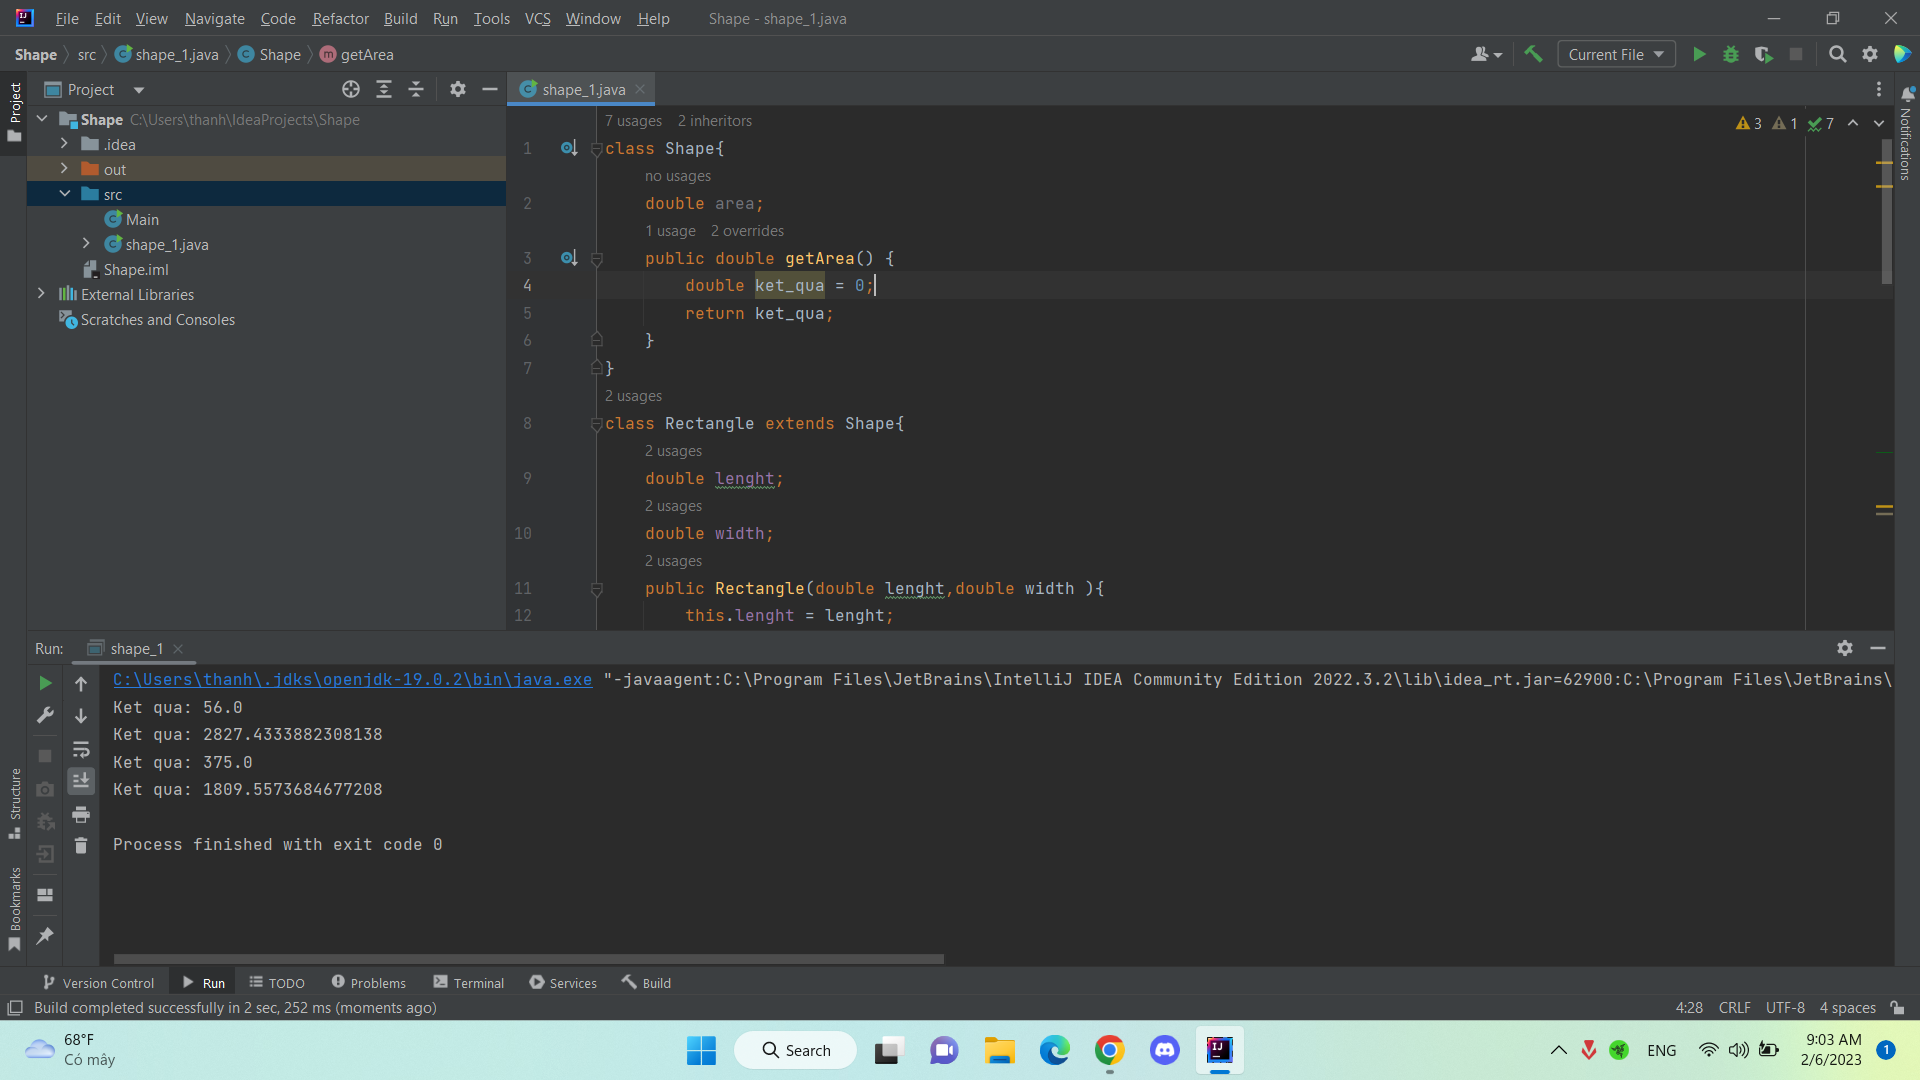 File Edit View Navigate Code Refactor Build Run Tools VCS Window Help Shape - shape_1.java
Shape src shape_1.java Shape getArea Current File
Project
Project
shape_1.java
Notifications
Shape C:\Users\thanh\IdeaProjects\Shape
.idea
out
src
Main
shape_1.java
Shape.iml
External Libraries
Scratches and Consoles
7 usages 2 inheritors
3 1 7
1 class Shape{
no usages
2 double area;
1 usage 2 overrides
3 public double getArea() {
4 double ket_qua = 0;
5 return ket_qua;
6 }
7 }
2 usages
8 class Rectangle extends Shape{
2 usages
9 double lenght;
2 usages
10 double width;
2 usages
11 public Rectangle(double lenght,double width ){
12 this.lenght = lenght;
Run: shape_1
C:\Users\thanh\.jdks\openjdk-19.0.2\bin\java.exe "-javaagent:C:\Program Files\JetBrains\IntelliJ IDEA Community Edition 2022.3.2\lib\idea_rt.jar=62900:C:\Program Files\JetBrains\
Ket qua: 56.0
Ket qua: 2827.4333882308138
Ket qua: 375.0
Ket qua: 1809.5573684677208
Process finished with exit code 0
Structure
Bookmarks
Version Control Run TODO Problems Terminal Services Build
Build completed successfully in 2 sec, 252 ms (moments ago) 4:28 CRLF UTF-8 4 spaces
68°F
Có mây
Search
ENG
9:03 AM
2/6/2023
1